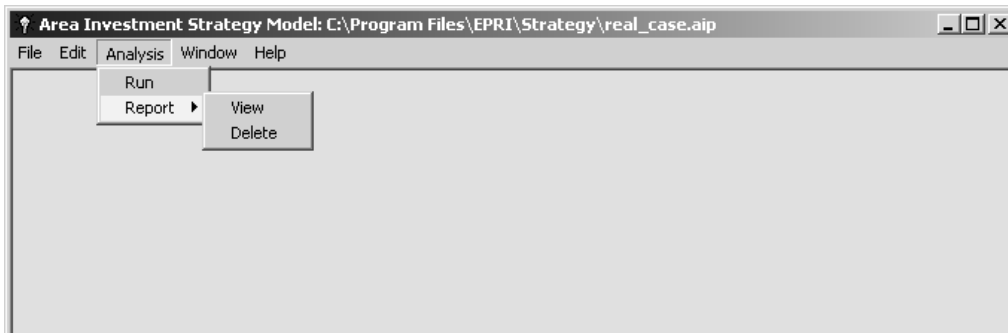 Area Investment Strategy Model: C:\Program Files\EPRI\Strategy\real_case.aip
File Edit Analysis Window Help
Run
Report
View
Delete